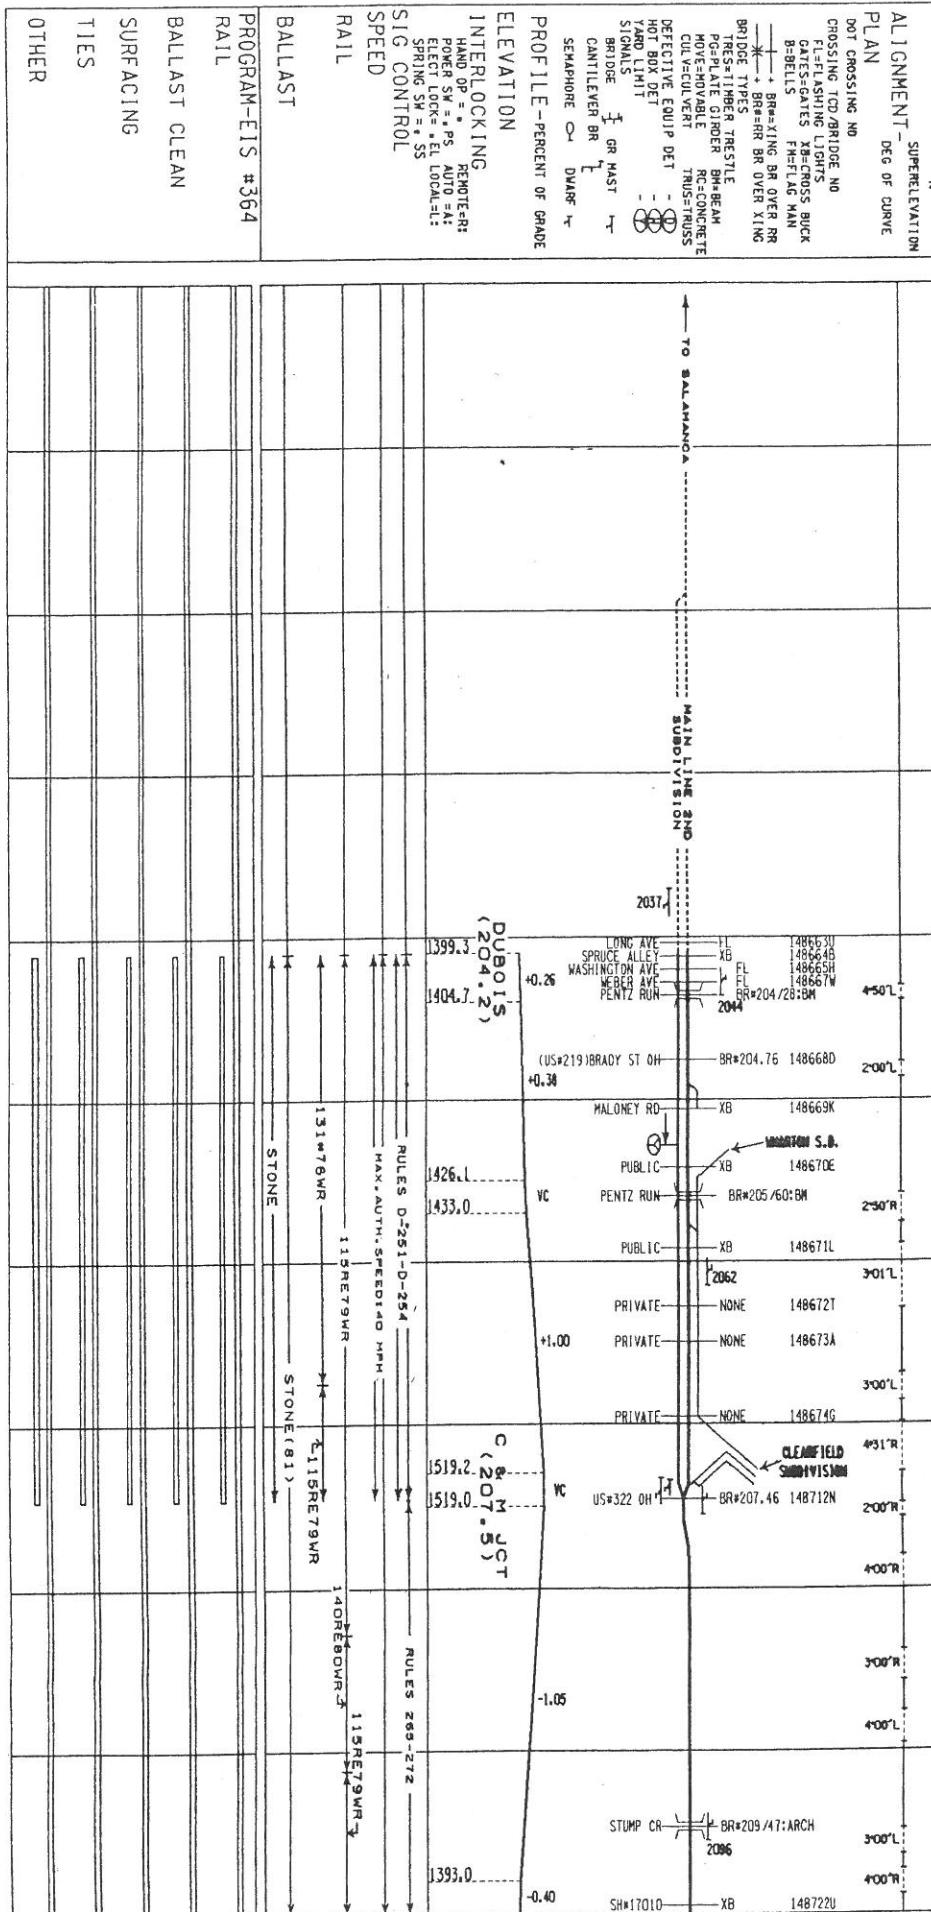 ALIGNMENT- SUPERELEVATION
DEG OF CURVE
PLAN
DOT CROSSING NO
CROSSING TCD/BRIDGE NO
FL=FLASHING LIGHTS
GATES=GATES XB=CROSS BUCK
B=BELLS FM=FLAG MAN
+ BR#=XING BR OVER RR
+ BR#=RR BR OVER XING
BRIDGE TYPES
TRES=TIMBER TRESTLE
PG=PLATE GIRDER BM=BEAM
MOVE=MOVABLE RC=CONCRETE
CULV=CULVERT TRUS=TRUSS
DEFECTIVE EQUIP DET -
HOT BOX DET -
YARD LIMIT -
SIGNALS
BRIDGE GR MAST
CANTILEVER BR
SEMAPHORE DWARF
PROFILE-PERCENT OF GRADE
ELEVATION
INTERLOCKING
HAND OP = * REMOTE=R:
POWER SW = * PS AUTO =A:
ELECT LOCK= * EL LOCAL=L:
SPRING SW = * SS
SIG CONTROL
SPEED
RAIL
BALLAST
PROGRAM-EIS #364
RAIL
BALLAST CLEAN
SURFACING
TIES
OTHER
TO SALAMANCA
MAIN LINE 2ND
SUBDIVISION
2037
LONG AVE FL 148663U
SPRUCE ALLEY XB 148664B
WASHINGTON AVE FL 148665H
WEBER AVE FL 148667W
PENTZ RUN BR#204/28:BM
2044
(US#219)BRADY ST OH BR#204.76 148668D
MALONEY RD XB 148669K
WHARTON S.D.
PUBLIC XB 148670E
PENTZ RUN BR#205/60:BM
PUBLIC XB 148671L
2062
PRIVATE NONE 148672T
PRIVATE NONE 148673A
PRIVATE NONE 148674G
CLEARFIELD
SUBDIVISION
US#322 OH BR#207.46 148712N
STUMP CR BR#209/47:ARCH
2096
SH#17010 XB 148722U
4°50'L
2°00'L
2°50'R
3°01'L
3°00'L
4°31'R
2°00'R
4°00'R
3°00'R
4°00'L
3°00'L
4°00'R
+0.26
+0.38
VC
+1.00
VC
-1.05
-0.40
DUBOIS
(204.2)
C & M JCT
(207.5)
1399.3
1404.7
1426.1
1433.0
1519.2
1519.0
1393.0
RULES D-251-D-254
RULES 265-272
MAX. AUTH. SPEED:40 MPH
115RE79WR
140RE80WR
115RE79WR
131#76WR
115RE79WR
STONE(81)
STONE